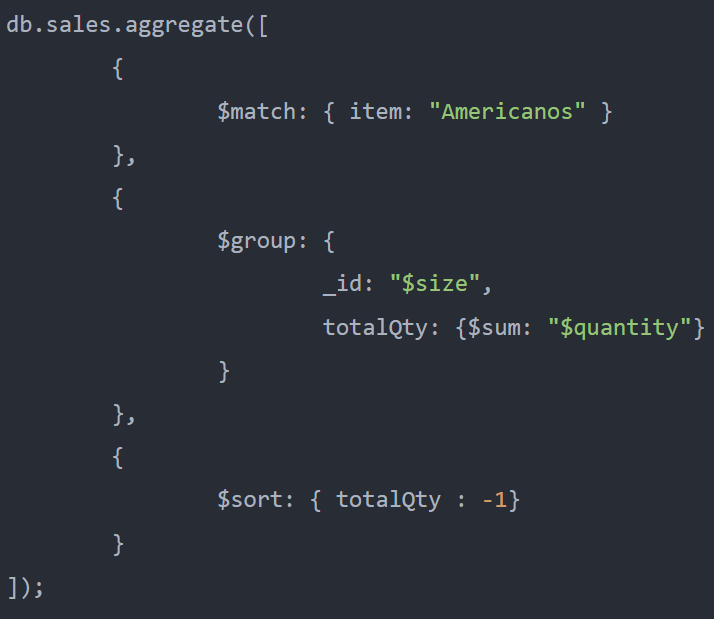 db.sales.aggregate([
{
$match: { item: "Americanos" }
},
{
$group: {
_id: "$size",
totalQty: {$sum: "$quantity"}
}
},
{
$sort: { totalQty : -1}
}
]);